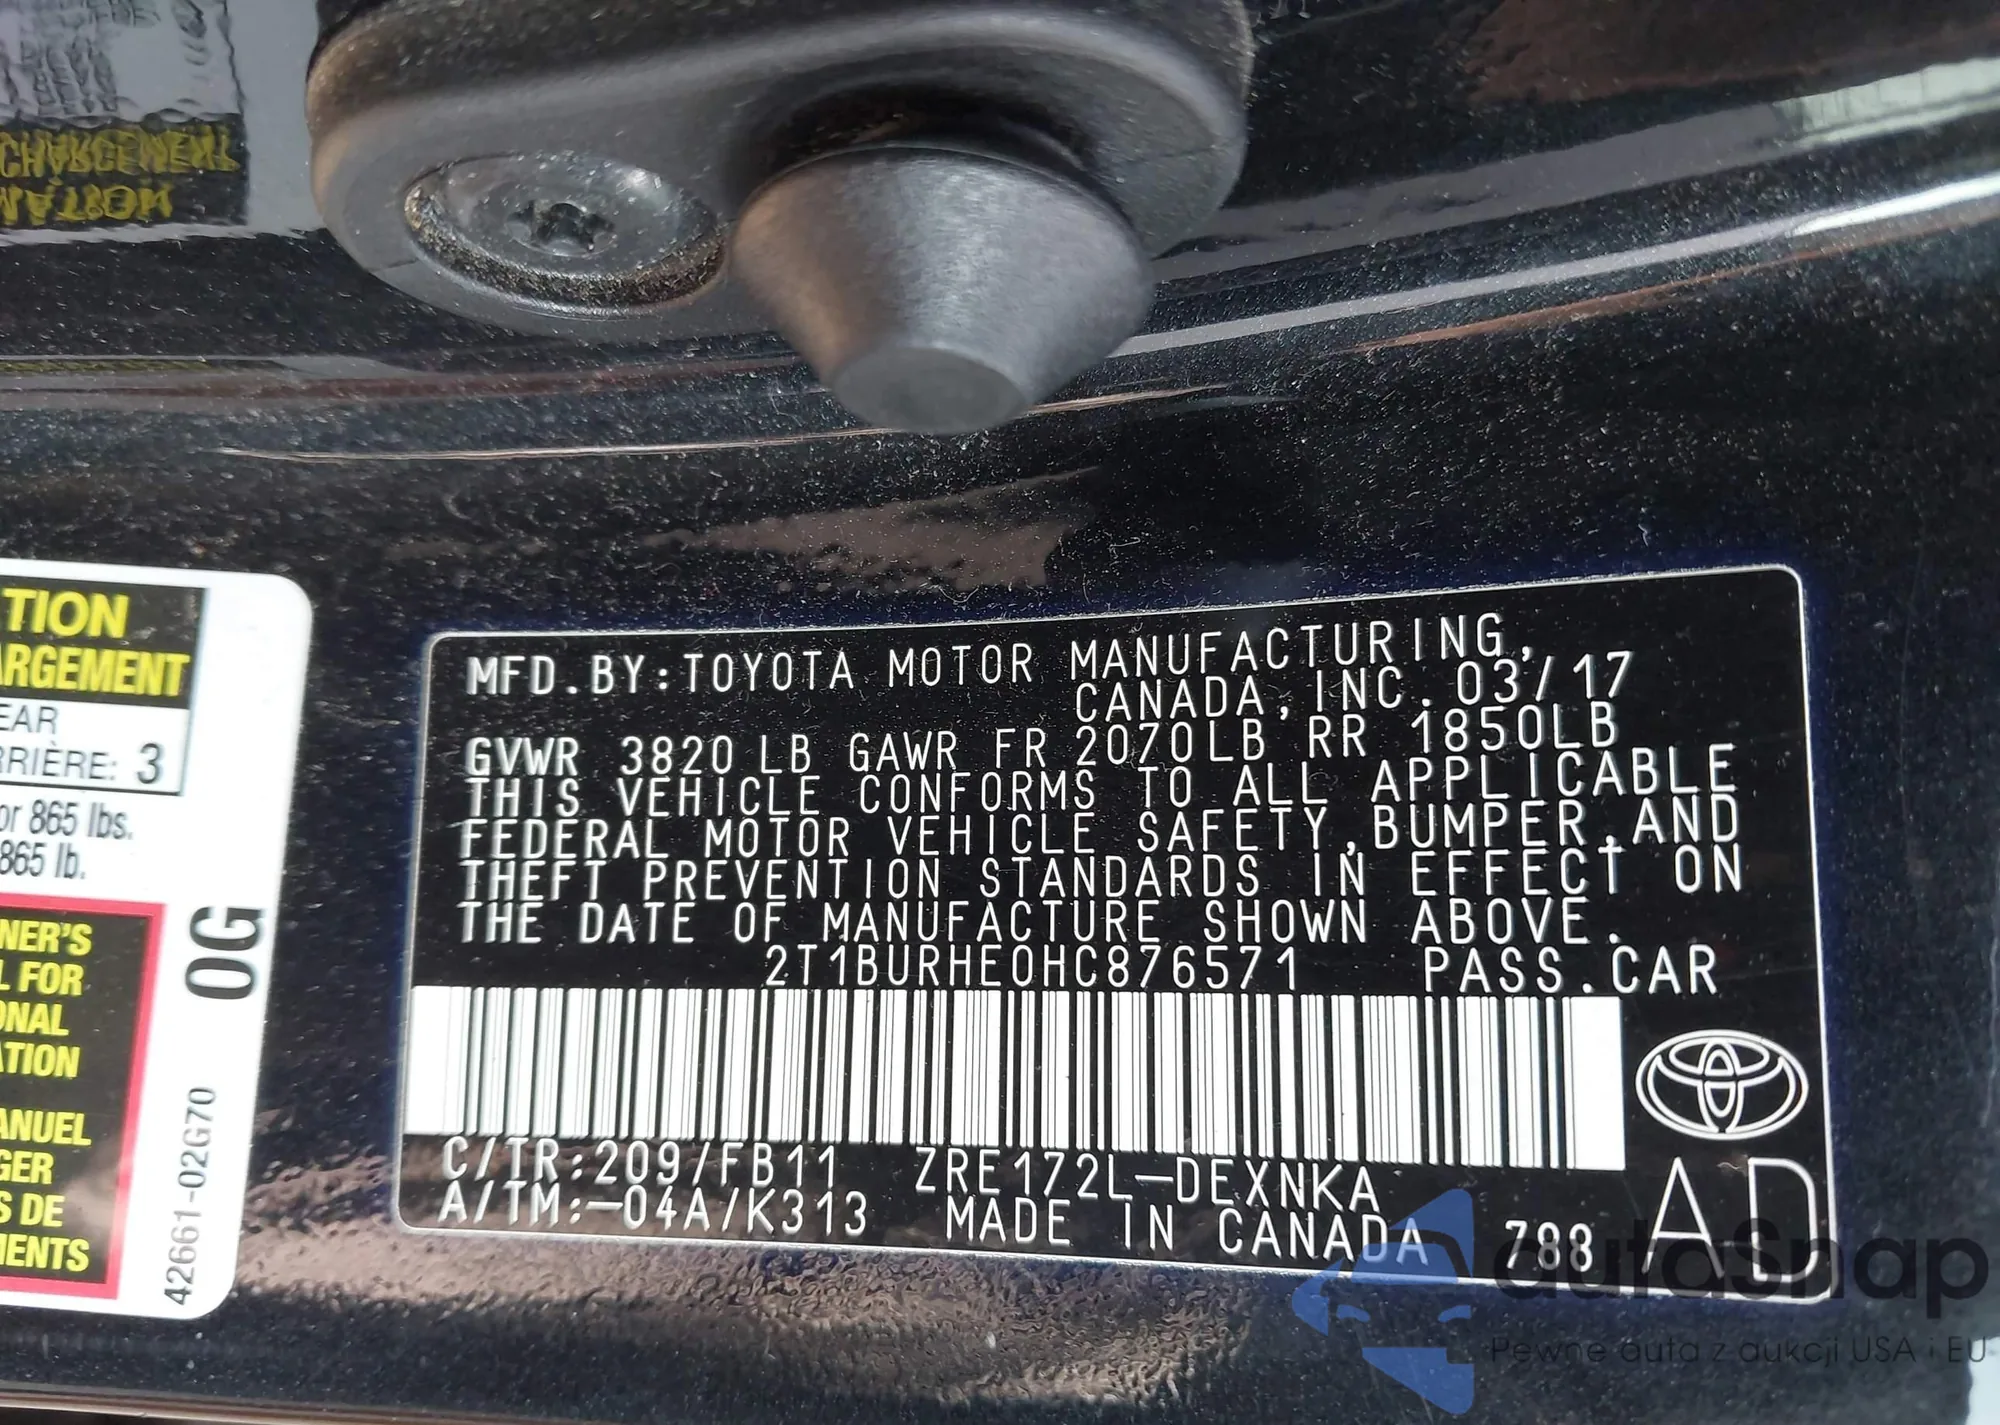 CHARGEMENT
TION
ARGEMENT
EAR
RRIÈRE: 3
or 865 lbs.
865 lb.
NER'S
L FOR
ONAL
ATION
ANUEL
GER
S DE
MENTS
0G
42661-02G70
MFD.BY:TOYOTA MOTOR MANUFACTURING,
CANADA,INC.03/17
GVWR 3820LB GAWR FR 2070LB RR 1850LB
THIS VEHICLE CONFORMS TO ALL APPLICABLE
FEDERAL MOTOR VEHICLE SAFETY,BUMPER,AND
THEFT PREVENTION STANDARDS IN EFFECT ON
THE DATE OF MANUFACTURE SHOWN ABOVE.
2T1BURHE0HC876571 PASS.CAR
C/TR:209/FB11 ZRE172L-DEXNKA
A/TM:-04A/K313 MADE IN CANADA 788
AD
autosnap
Pewne auta z aukcji USA i EU